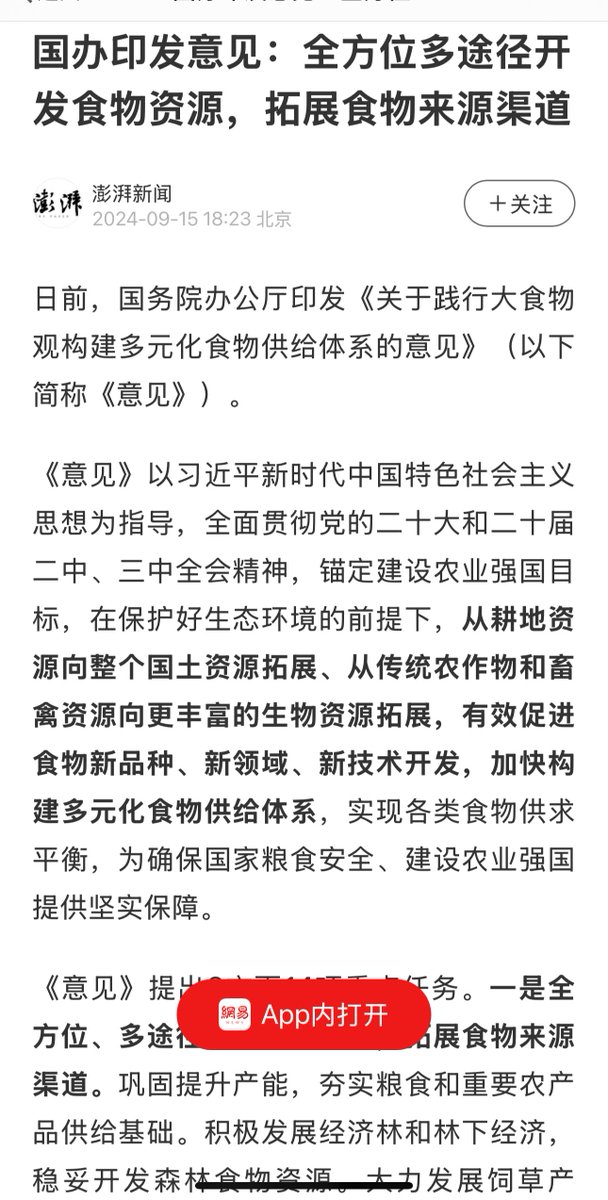 国办印发意见：全方位多途径开
发食物资源，拓展食物来源渠道
澎湃
澎湃新闻
2024-09-15 18:23 北京
＋关注
日前，国务院办公厅印发《关于践行大食物
观构建多元化食物供给体系的意见》（以下
简称《意见》）。
《意见》以习近平新时代中国特色社会主义
思想为指导，全面贯彻党的二十大和二十届
二中、三中全会精神，锚定建设农业强国目
标，在保护好生态环境的前提下，从耕地资
源向整个国土资源拓展、从传统农作物和畜
禽资源向更丰富的生物资源拓展，有效促进
食物新品种、新领域、新技术开发，加快构
建多元化食物供给体系，实现各类食物供求
平衡，为确保国家粮食安全、建设农业强国
提供坚实保障。
《意见》提出 任务。一是全
方位、多途径 拓展食物来源
網易
App内打开
渠道。巩固提升产能，夯实粮食和重要农产
品供给基础。积极发展经济林和林下经济，
稳妥开发森林食物资源。大力发展饲草产